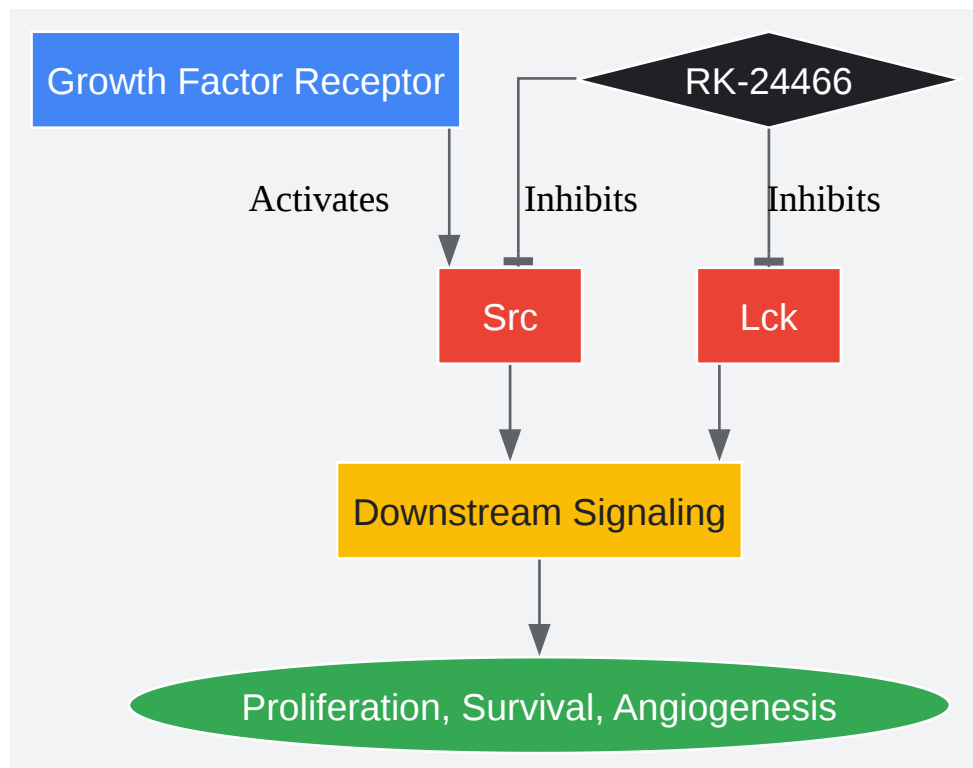 Growth Factor Receptor
RK-24466
Activates
Inhibits
Inhibits
Src
Lck
Downstream Signaling
Proliferation, Survival, Angiogenesis